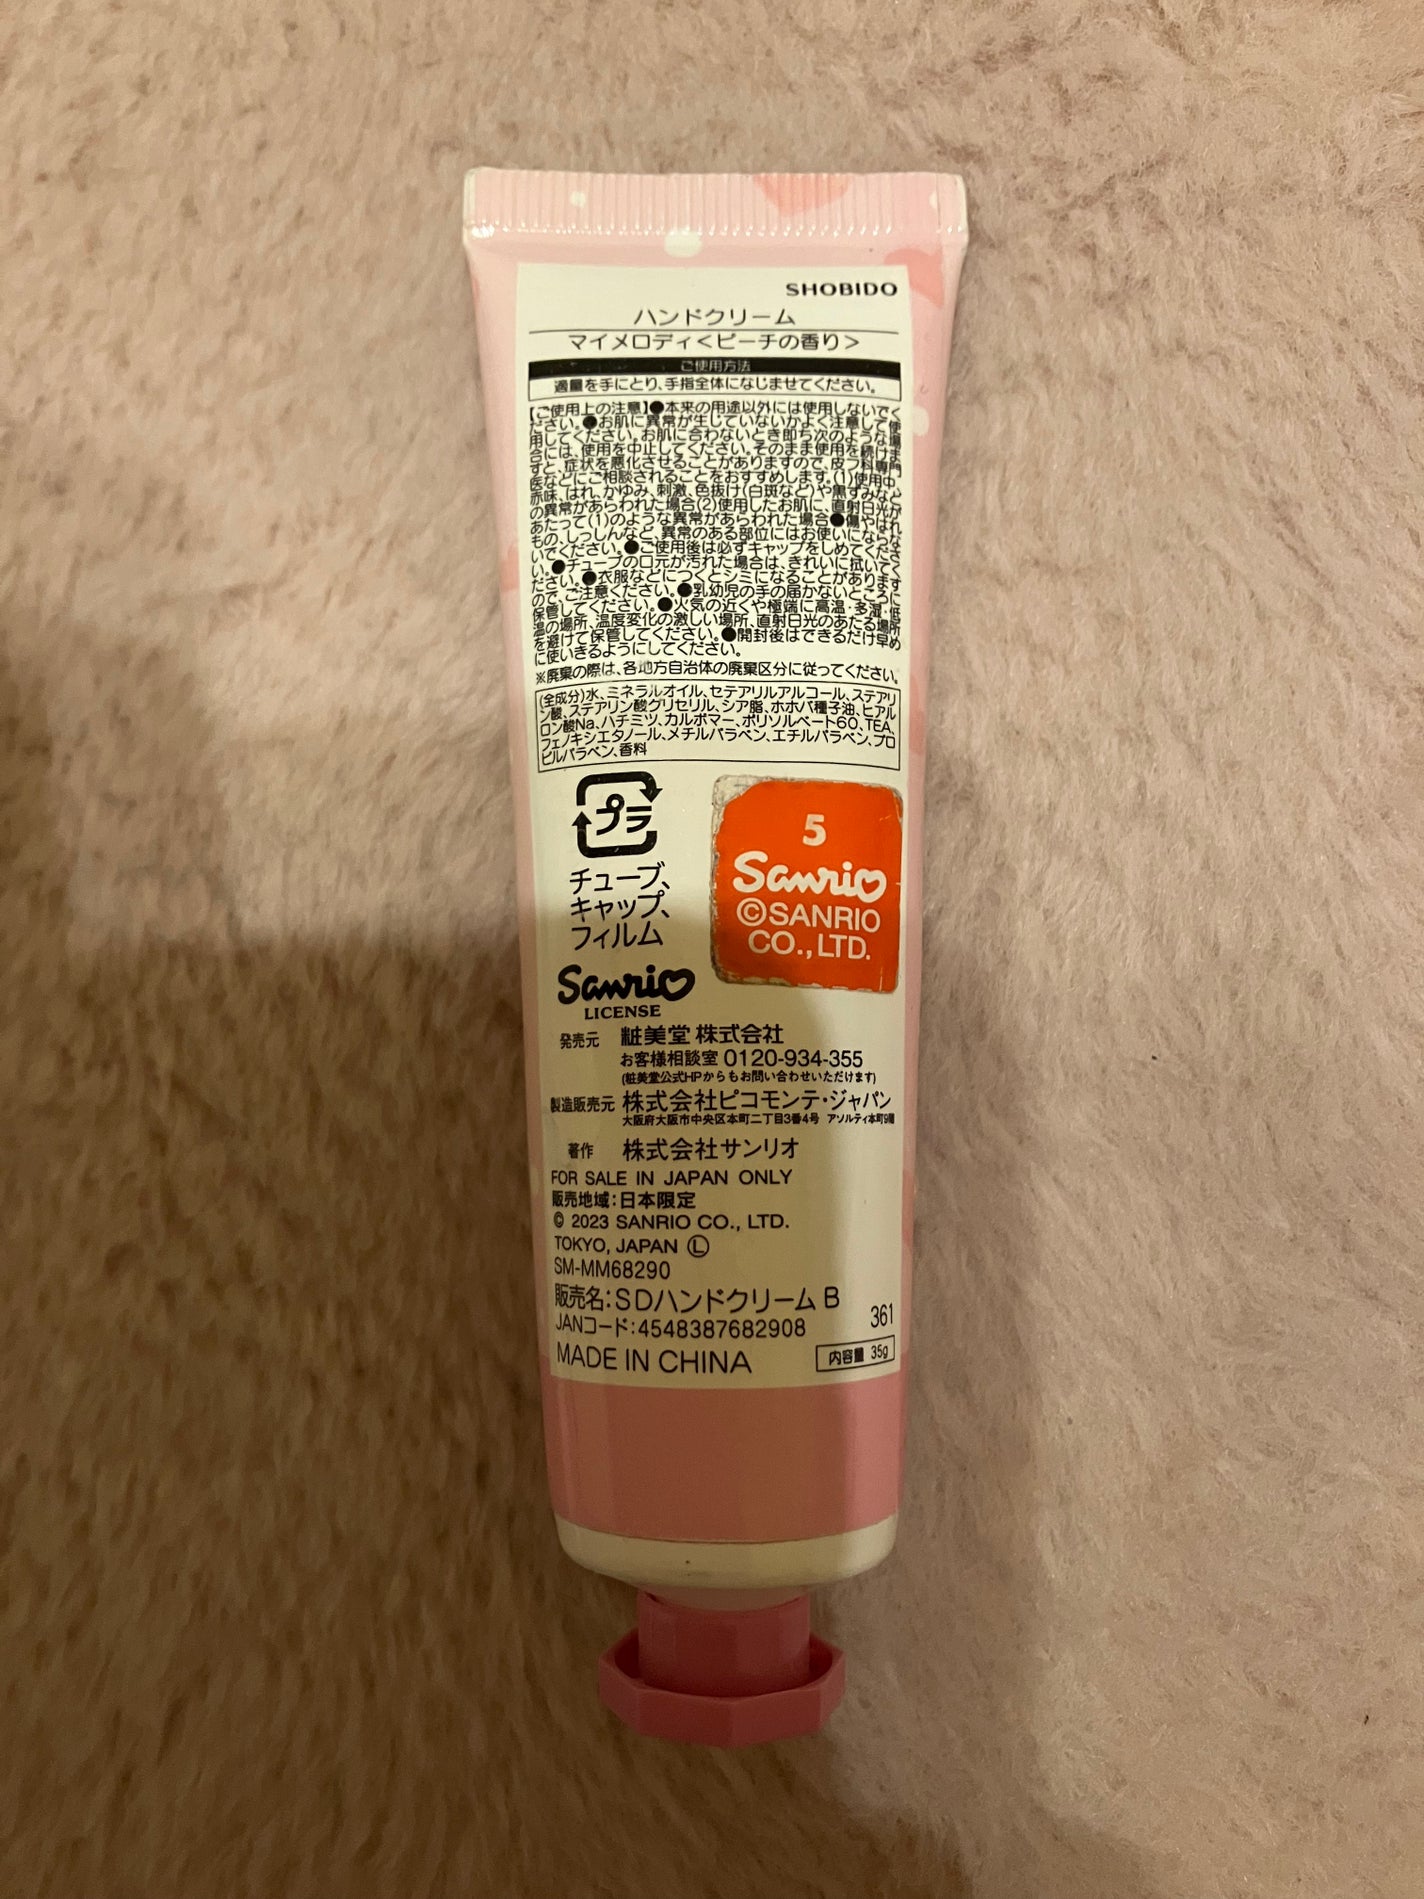 SHOBIDO
ハンドクリーム
マイメロディ<ピーチの香り>
ご使用方法
適量を手にとり、手指全体になじませてください。
【ご使用上の注意】●本来の用途以外には使用しないでく
ださい。●お肌に異常が生じていないかよく注意して使
用してください。お肌に合わないとき即ち次のような場
合には、使用を中止してください。そのまま使用を続けま
すと、症状を悪化させることがありますので、皮フ科専門
医などにご相談されることをおすすめします。(1)使用中、
赤味、はれ、かゆみ、刺激、色抜け(白斑など)や黒ずみなど
の異常があらわれた場合(2)使用したお肌に、直射日光が
あたって(1)のような異常があらわれた場合●傷やはれ
もの、しっしんなど、異常のある部位にはお使いにならな
いでください。●ご使用後は必ずキャップをしめてくださ
い。●チューブの口元が汚れた場合は、きれいに拭いてく
ださい。●衣服などにつくとシミになることがあります
ので、ご注意ください。●乳幼児の手の届かないところに
保管してください。●火気の近くや極端に高温・多湿・低
温の場所、温度変化の激しい場所、直射日光のあたる場所
を避けて保管してください。●開封後はできるだけ早め
に使いきるようにしてください。
※廃棄の際は、各地方自治体の廃棄区分に従ってください。
(全成分)水、ミネラルオイル、セテアリルアルコール、ステアリ
ン酸、ステアリン酸グリセリル、シア脂、ホホバ種子油、ヒアル
ロン酸Na、ハチミツ、カルボマー、ポリソルベート60、TEA、
フェノキシエタノール、メチルパラベン、エチルパラベン、プロ
ピルパラベン、香料
プラ
チューブ、
キャップ、
フィルム
5
Sanrio
©SANRIO
CO.,LTD.
Sanrio
LICENSE
発売元 粧美堂 株式会社
お客様相談室 0120-934-355
(粧美堂公式HPからもお問い合わせいただけます)
製造販売元 株式会社ピコモンテ・ジャパン
大阪府大阪市中央区本町二丁目3番4号 アソルティ本町9階
著作 株式会社サンリオ
FOR SALE IN JAPAN ONLY
販売地域:日本限定
© 2023 SANRIO CO., LTD.
TOKYO, JAPAN Ⓛ
SM-MM68290
販売名:SDハンドクリーム B
JANコード:4548387682908
361
MADE IN CHINA
内容量 35g